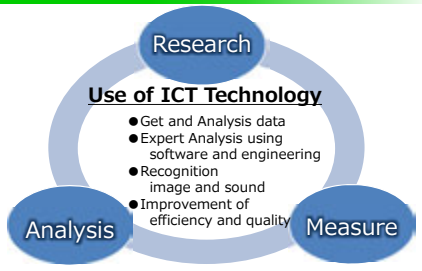 Research
Use of ICT Technology
●Get and Analysis data
●Expert Analysis using
software and engineering
●Recognition
image and sound
●Improvement of
efficiency and quality
Analysis
Measure